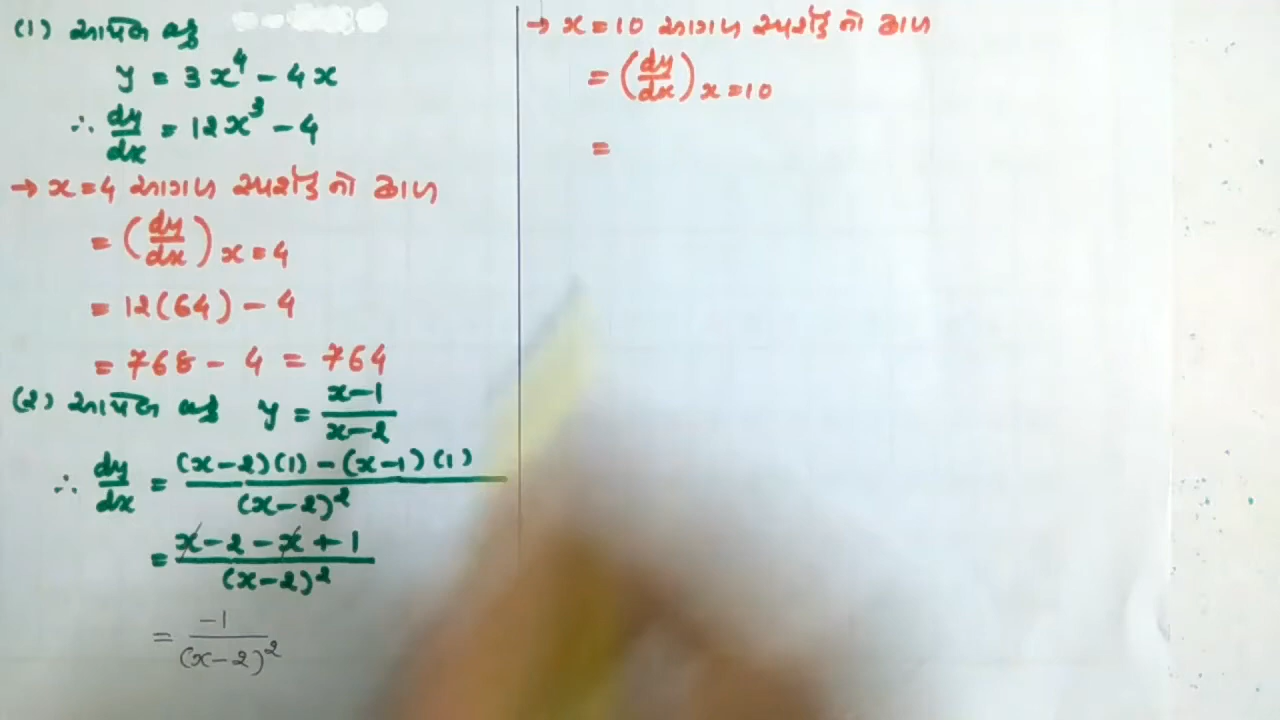 (1) આપેલ વક્ર
y = 3x⁴ - 4x
∴ dy/dx = 12x³ - 4
→ x = 4 આગળ સ્પર્શક નો ઢાળ
= (dy/dx) x = 4
= 12(64) - 4
= 768 - 4 = 764
(2) આપેલ વક્ર y = x-1/x-2
∴ dy/dx = (x-2)(1) - (x-1)(1)/(x-2)²
= x - 2 - x + 1/(x-2)²
= -1/(x-2)²
→ x = 10 આગળ સ્પર્શક નો ઢાળ
= (dy/dx) x = 10
=